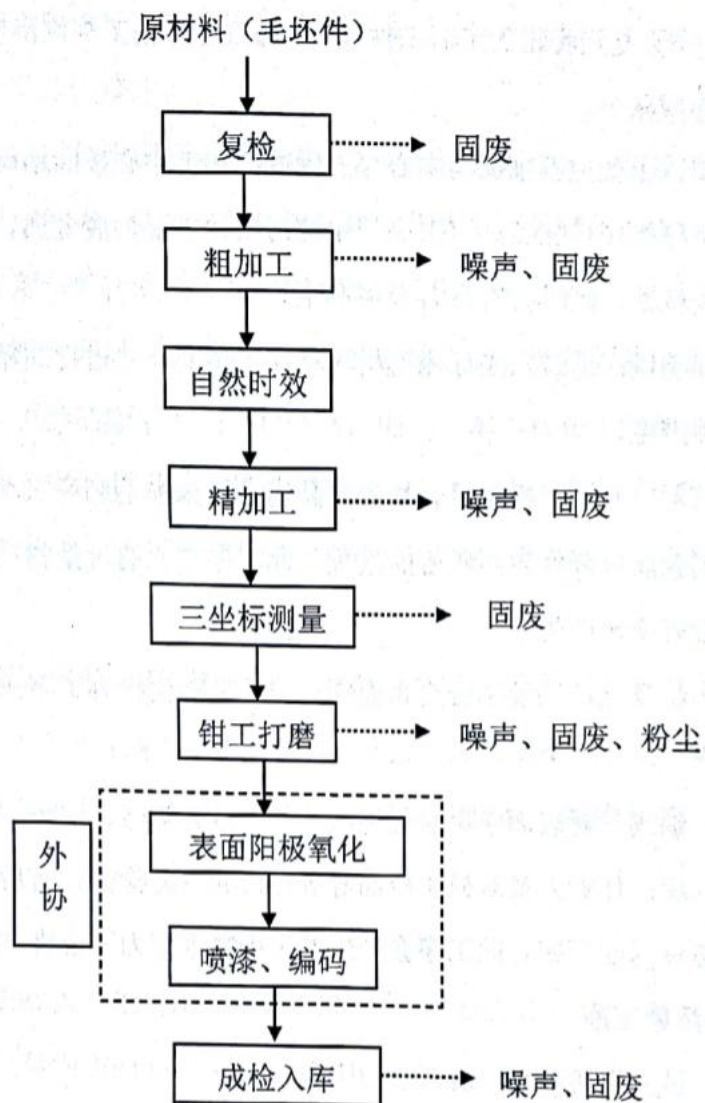 原材料（毛坯件）
复检
固废
粗加工
噪声、固废
自然时效
精加工
噪声、固废
三坐标测量
固废
钳工打磨
噪声、固废、粉尘
外
协
表面阳极氧化
喷漆、编码
成检入库
噪声、固废